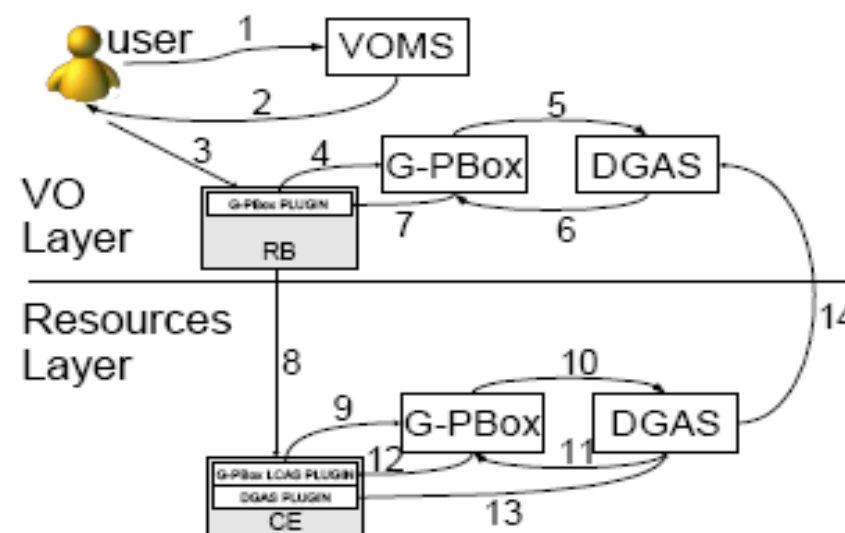 user
1
VOMS
2
3
4
5
G-PBox
DGAS
6
7
G-PBox PLUGIN
RB
VO
Layer
Resources
Layer
8
14
9
10
G-PBox
DGAS
11
12
G-PBox LCAS PLUGIN
DGAS PLUGIN
CE
13